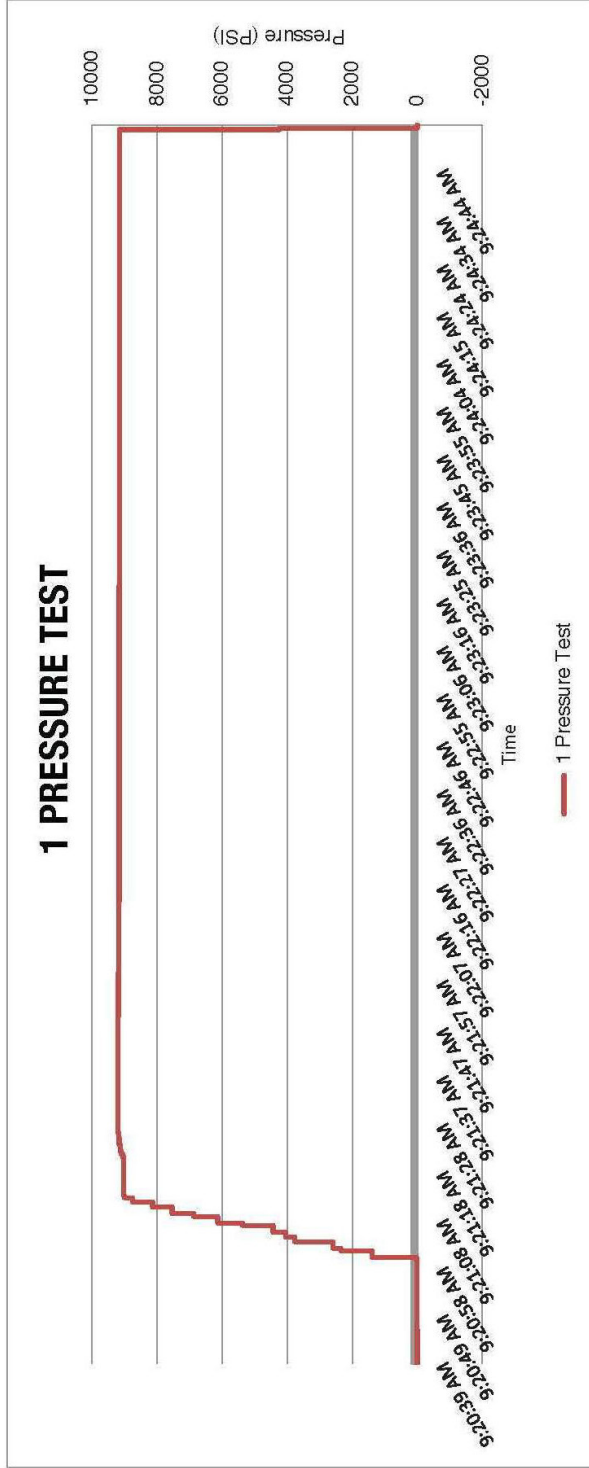 1 PRESSURE TEST
10000
8000
6000
4000
2000
0
-2000
Pressure (PSI)
9:20:39 AM
9:20:49 AM
9:20:58 AM
9:21:08 AM
9:21:18 AM
9:21:28 AM
9:21:37 AM
9:21:47 AM
9:21:57 AM
9:22:07 AM
9:22:16 AM
9:22:27 AM
9:22:36 AM
9:22:46 AM
9:22:55 AM
9:23:06 AM
9:23:16 AM
9:23:25 AM
9:23:36 AM
9:23:45 AM
9:23:55 AM
9:24:04 AM
9:24:15 AM
9:24:24 AM
9:24:34 AM
9:24:44 AM
Time
1 Pressure Test